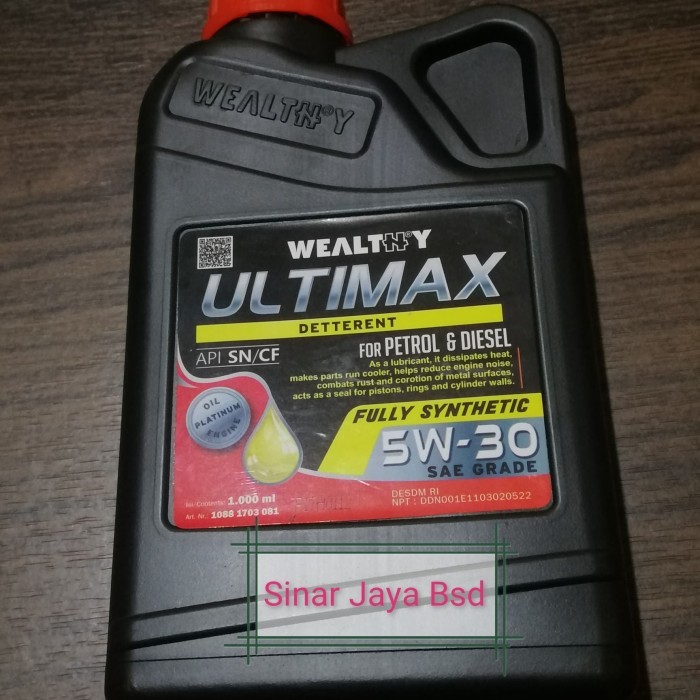 WEALTHY
WEALTHY
ULTIMAX
DETTERENT
API SN/CF
FOR PETROL & DIESEL
As a lubricant, it dissipates heat,
makes parts run cooler, helps reduce engine noise,
combats rust and corotion of metal surfaces,
acts as a seal for pistons, rings and cylinder walls.
OIL
PLATINUM
ENGINE
FULLY SYNTHETIC
5W-30
SAE GRADE
1.000 ml
Art.-Nr.: 1088 1703 081
DESDM RI
NPT : DDN001E1103020522
Sinar Jaya Bsd